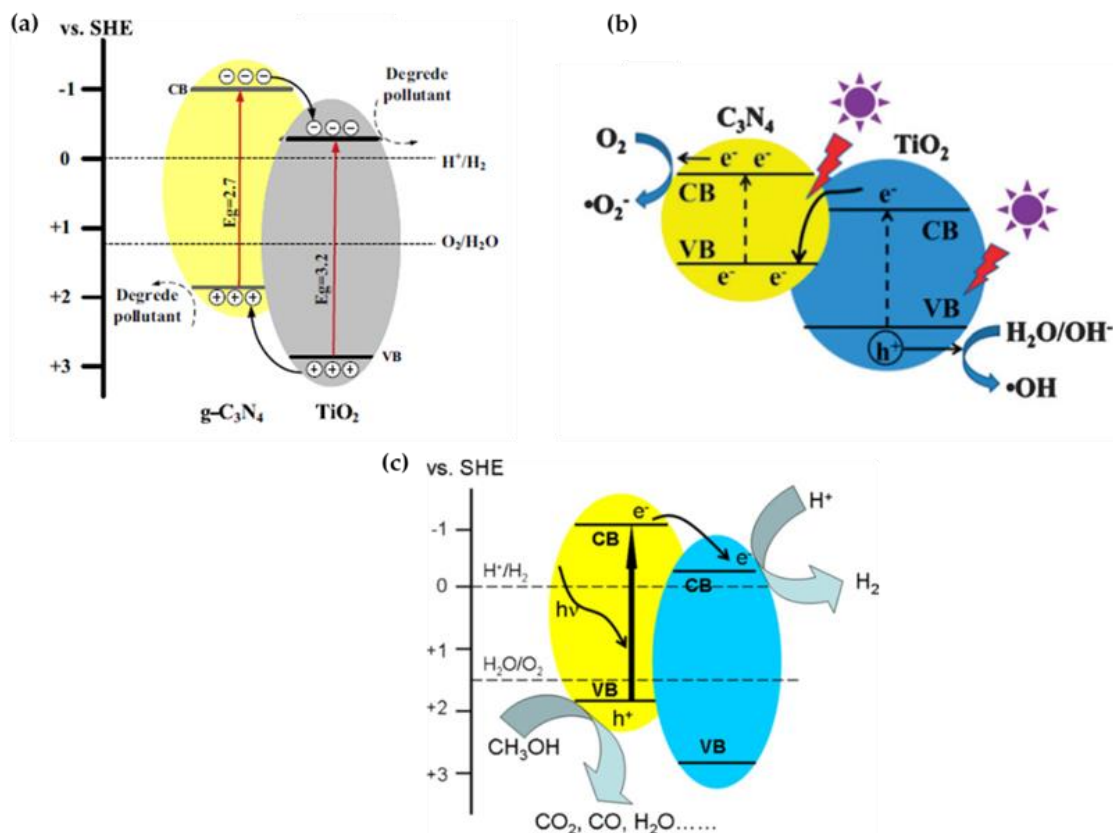 (a)
vs. SHE
-1
0
+1
+2
+3
CB
⊖ ⊖ ⊖
⊖ ⊖ ⊖
Degrede
pollutant
H⁺/H₂
Eg=2.7
Eg=3.2
O₂/H₂O
Degrede
pollutant
⊕ ⊕ ⊕
VB
⊕ ⊕ ⊕
g–C₃N₄
TiO₂
(b)
C₃N₄
TiO₂
O₂
e⁻ e⁻
•O₂⁻
CB
e⁻
CB
VB
e⁻ e⁻
VB
h⁺
H₂O/OH⁻
•OH
(c)
vs. SHE
-1
0
+1
+2
+3
e⁻
CB
H⁺/H₂
e⁻
CB
H⁺
H₂
hν
H₂O/O₂
VB
h⁺
CH₃OH
VB
CO₂, CO, H₂O……